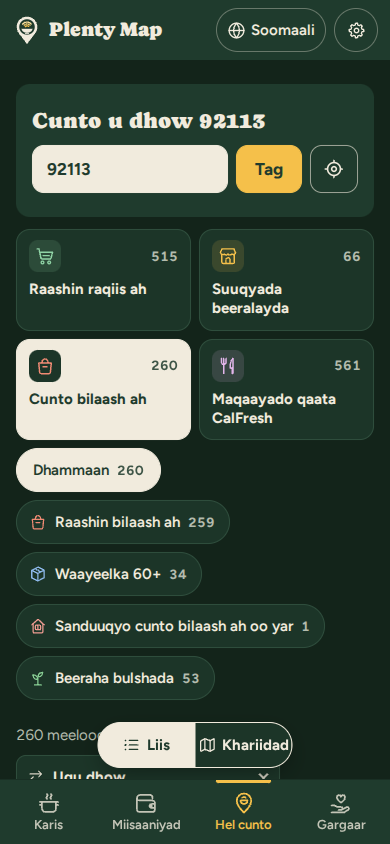 Plenty Map
Soomaali
Cunto u dhow 92113
92113
Tag
515
Raashin raqiis ah
66
Suuqyada
beeralayda
260
Cunto bilaash ah
561
Maqaayado qaata
CalFresh
Dhammaan 260
Raashin bilaash ah 259
Waayeelka 60+ 34
Sanduuqyo cunto bilaash ah oo yar 1
Beeraha bulshada 53
260
Liis
Khariidad
Ugu dhow
Karis
Miisaaniyad
Hel cunto
Gargaar